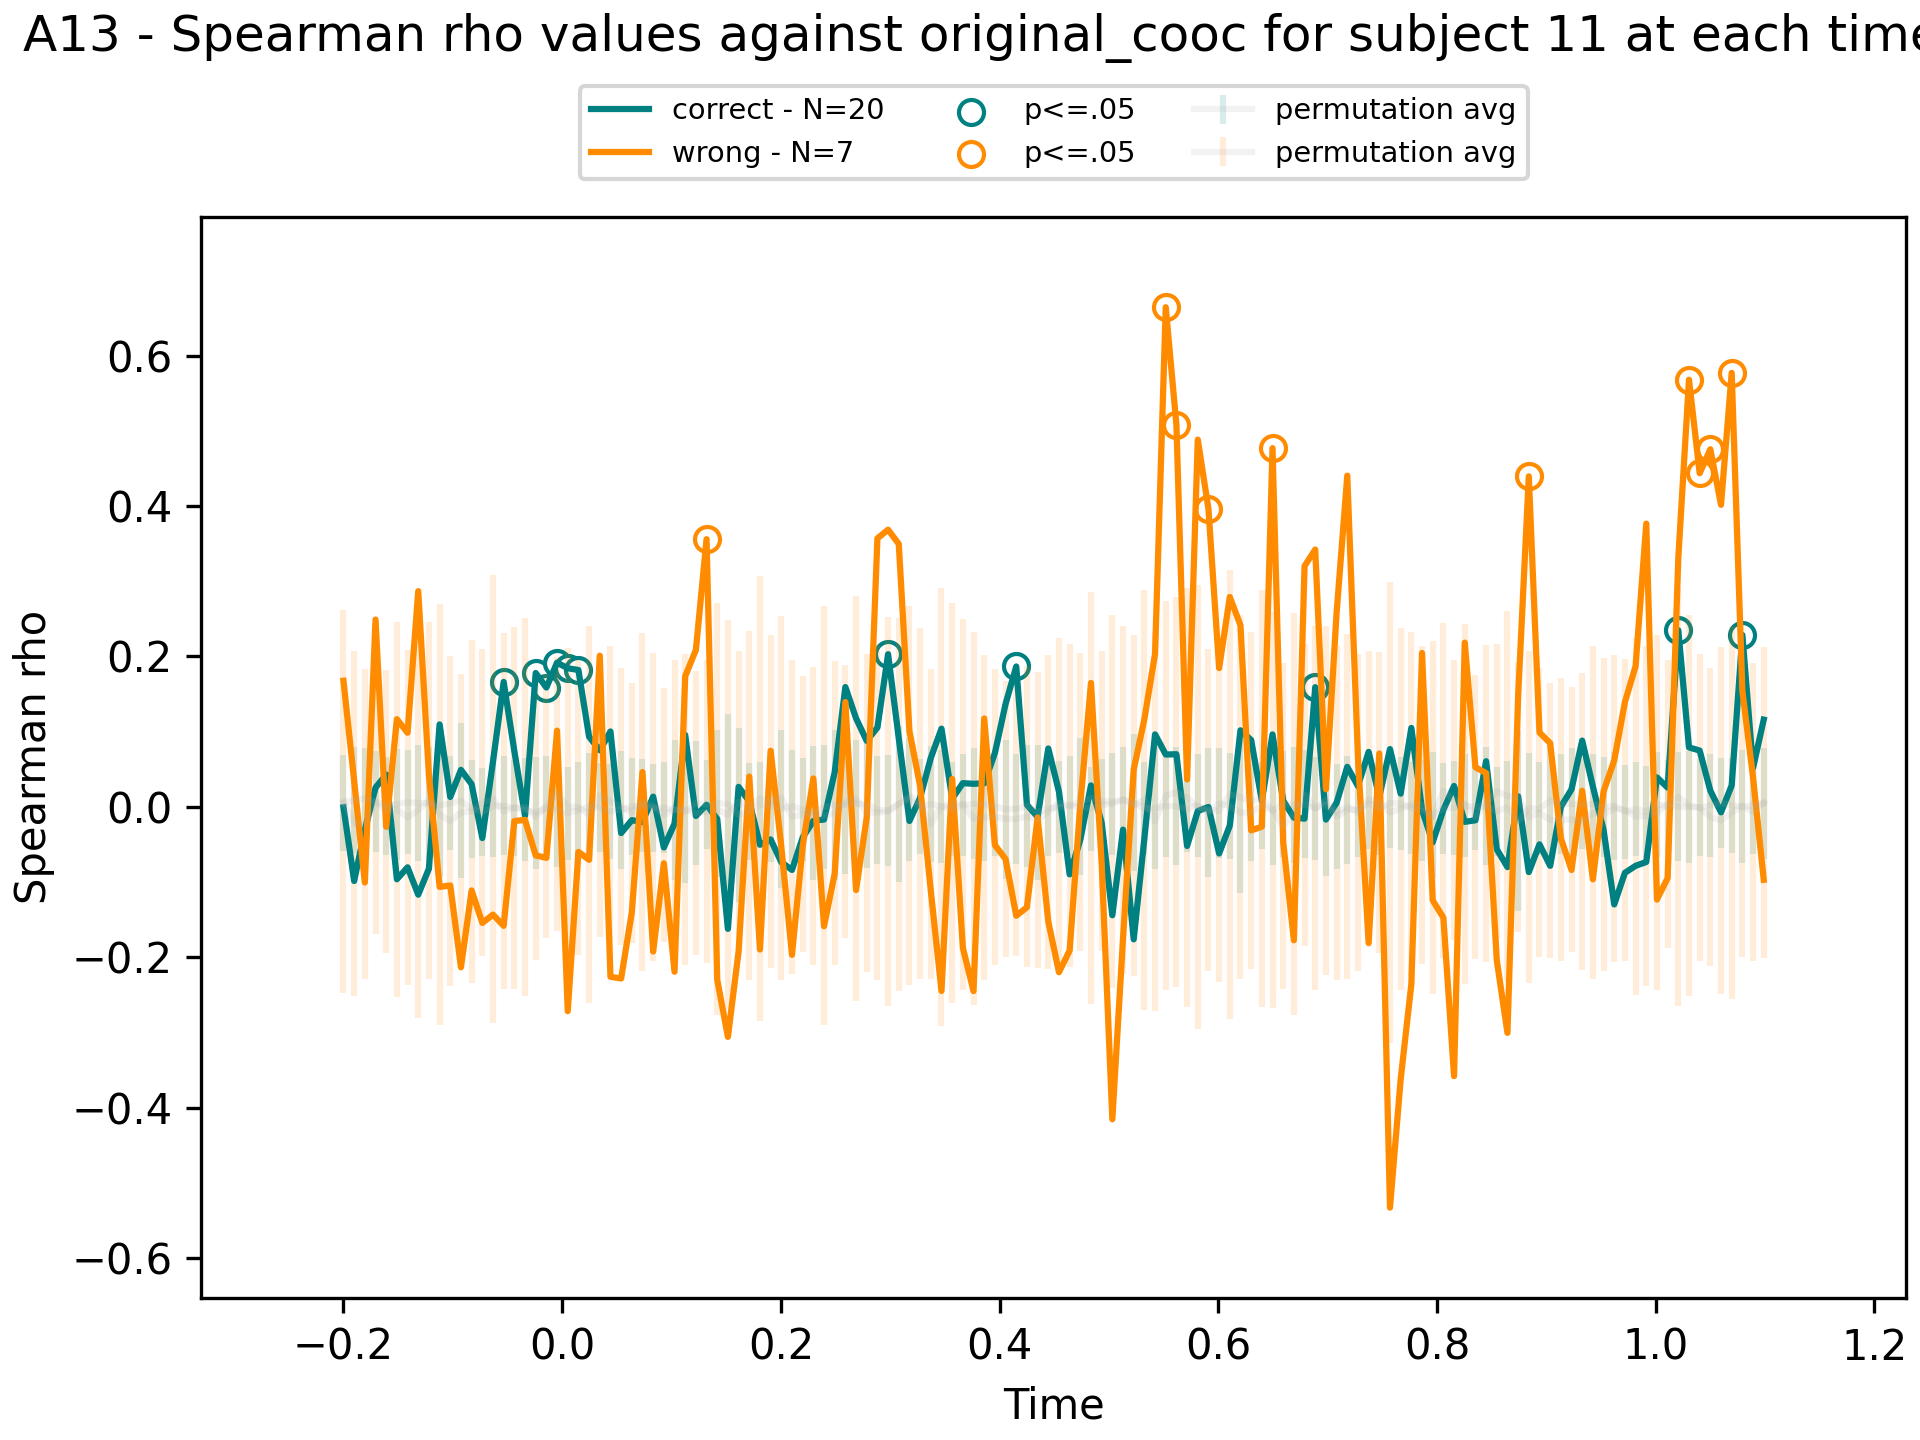 A13 - Spearman rho values against original_cooc for subject 11 at each time
correct - N=20
wrong - N=7
p<=.05
p<=.05
permutation avg
permutation avg
Spearman rho
0.6
0.4
0.2
0.0
−0.2
−0.4
−0.6
−0.2
0.0
0.2
0.4
0.6
0.8
1.0
1.2
Time